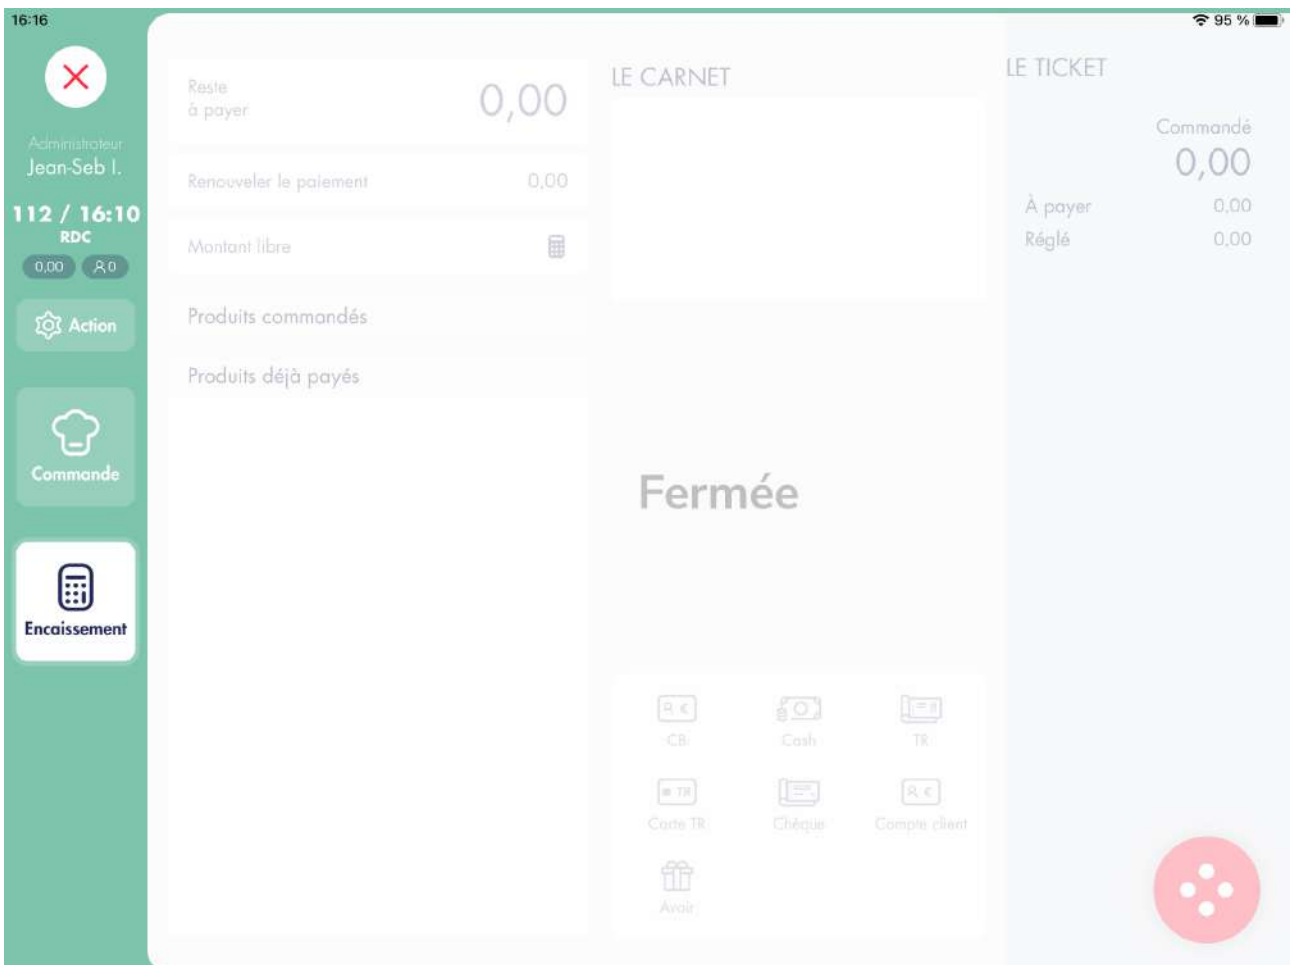 16:16
95 %
Administrateur
Jean-Seb I.
112 / 16:10
RDC
0,00
0
Action
Commande
Encaissement
Reste
à payer
0,00
Renouveler le paiement
0,00
Montant libre
Produits commandés
Produits déjà payés
LE CARNET
Fermée
CB
Cash
TR
TR
Carte TR
Chèque
Compte client
Avoir
LE TICKET
Commandé
0,00
À payer
0,00
Réglé
0,00